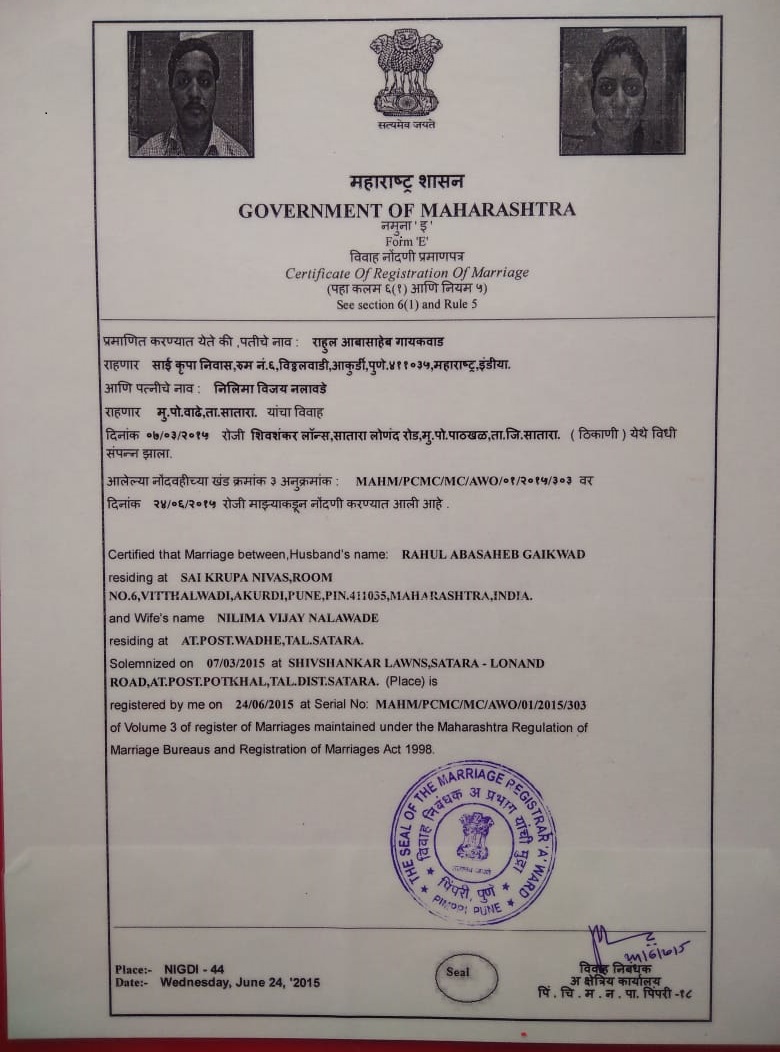 सत्यमेव जयते
महाराष्ट्र शासन
GOVERNMENT OF MAHARASHTRA
नमुना 'इ'
Form 'E'
विवाह नोंदणी प्रमाणपत्र
Certificate Of Registration Of Marriage
(पहा कलम ६(१) आणि नियम ५)
See section 6(1) and Rule 5
प्रमाणित करण्यात येते की ,पतीचे नाव : राहुल आबासाहेब गायकवाड
राहणार साई कृपा निवास,रुम नं.६,विठ्ठलवाडी,आकुर्डी,पुणे.४११०३५,महाराष्ट्र,इंडीया.
आणि पत्नीचे नाव : निलिमा विजय नलावडे
राहणार मु.पो.वाढे,ता.सातारा. यांचा विवाह
दिनांक ०७/०३/२०१५ रोजी शिवशंकर लॉन्स,सातारा लोणंद रोड,मु.पो.पाठखळ,ता.जि.सातारा. ( ठिकाणी ) येथे विधी
संपन्न झाला.
आलेल्या नोंदवहीच्या खंड क्रमांक ३ अनुक्रमांक : MAHM/PCMC/MC/AWO/०१/२०१५/३०३ वर
दिनांक २४/०६/२०१५ रोजी माझ्याकडून नोंदणी करण्यात आली आहे .
Certified that Marriage between,Husband's name: RAHUL ABASAHEB GAIKWAD
residing at SAI KRUPA NIVAS,ROOM
NO.6,VITTHALWADI,AKURDI,PUNE,PIN.411035,MAHARASHTRA,INDIA.
and Wife's name NILIMA VIJAY NALAWADE
residing at AT.POST.WADHE,TAL.SATARA.
Solemnized on 07/03/2015 at SHIVSHANKAR LAWNS,SATARA - LONAND
ROAD,AT.POST.POTKHAL,TAL.DIST.SATARA. (Place) is
registered by me on 24/06/2015 at Serial No: MAHM/PCMC/MC/AWO/01/2015/303
of Volume 3 of register of Marriages maintained under the Maharashtra Regulation of
Marriage Bureaus and Registration of Marriages Act 1998.
THE SEAL OF THE MARRIAGE REGISTRAR 'A' WARD
विवाह निबंधक अ प्रभाग यांची मुद्रा
पिंपरी, पुणे
PIMPRI PUNE
Place:- NIGDI - 44
Date:- Wednesday, June 24, '2015
Seal
विवाह निबंधक
अ क्षेत्रिय कार्यालय
पिं . चि . म . न . पा. पिंपरी -१८